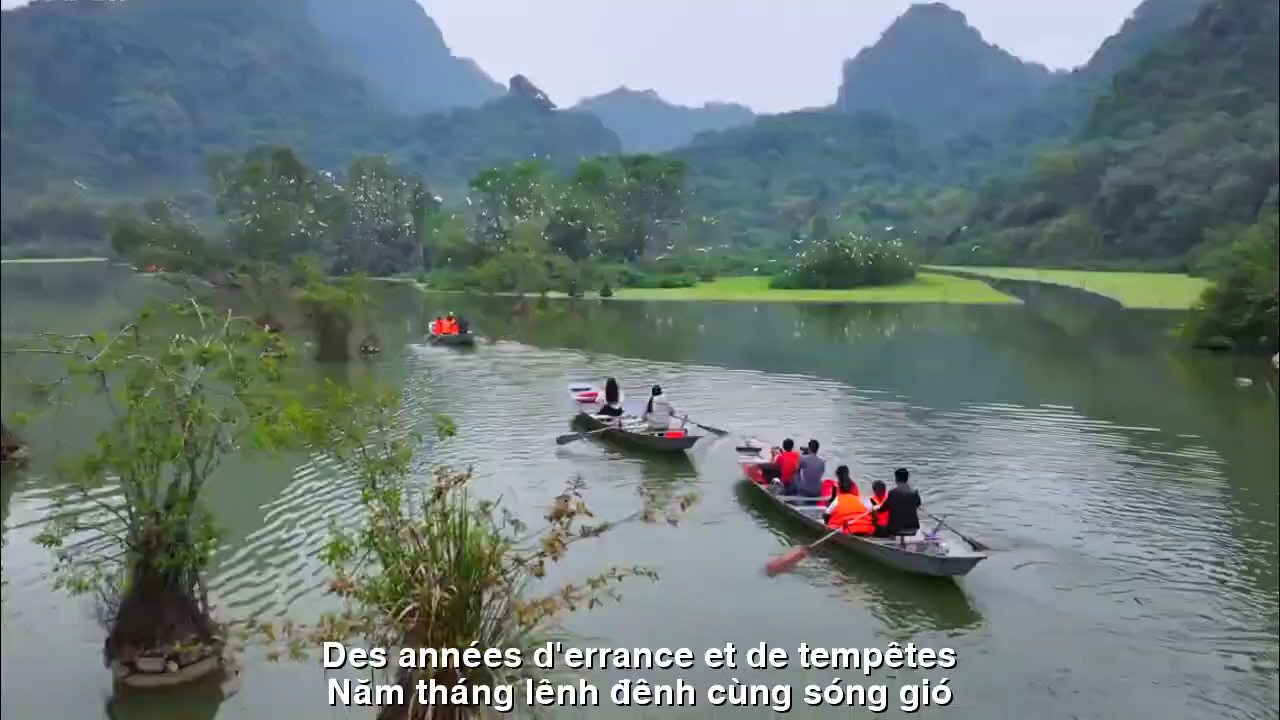 Des années d'errance et de tempêtes
Năm tháng lênh đênh cùng sóng gió